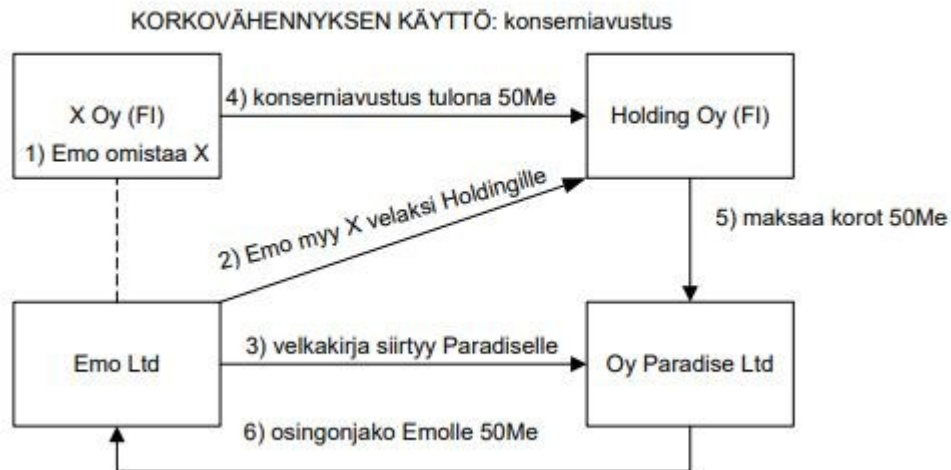 KORKOVÄHENNYKSEN KÄYTTÖ: konserniavustus
X Oy (FI)
1) Emo omistaa X
4) konserniavustus tulona 50Me
Holding Oy (FI)
2) Emo myy X velaksi Holdingille
5) maksaa korot 50Me
Emo Ltd
3) velkakirja siirtyy Paradiselle
Oy Paradise Ltd
6) osingonjako Emolle 50Me